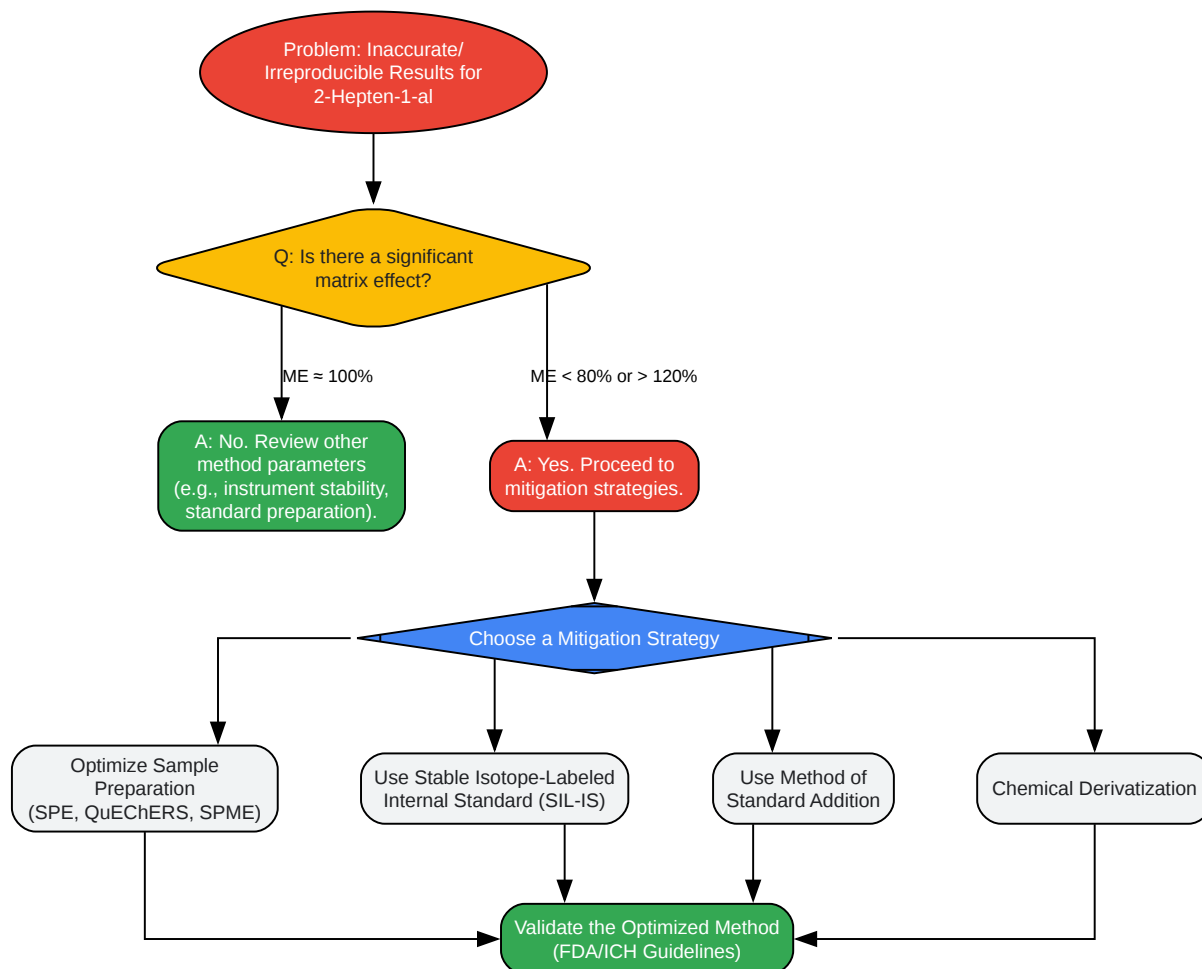 Problem: Inaccurate/
Irreproducible Results for
2-Hepten-1-al
Q: Is there a significant
matrix effect?
ME ≈ 100%
ME < 80% or > 120%
A: No. Review other
method parameters
(e.g., instrument stability,
standard preparation).
A: Yes. Proceed to
mitigation strategies.
Choose a Mitigation Strategy
Optimize Sample
Preparation
(SPE, QuEChERS, SPME)
Use Stable Isotope-Labeled
Internal Standard (SIL-IS)
Use Method of
Standard Addition
Chemical Derivatization
Validate the Optimized Method
(FDA/ICH Guidelines)